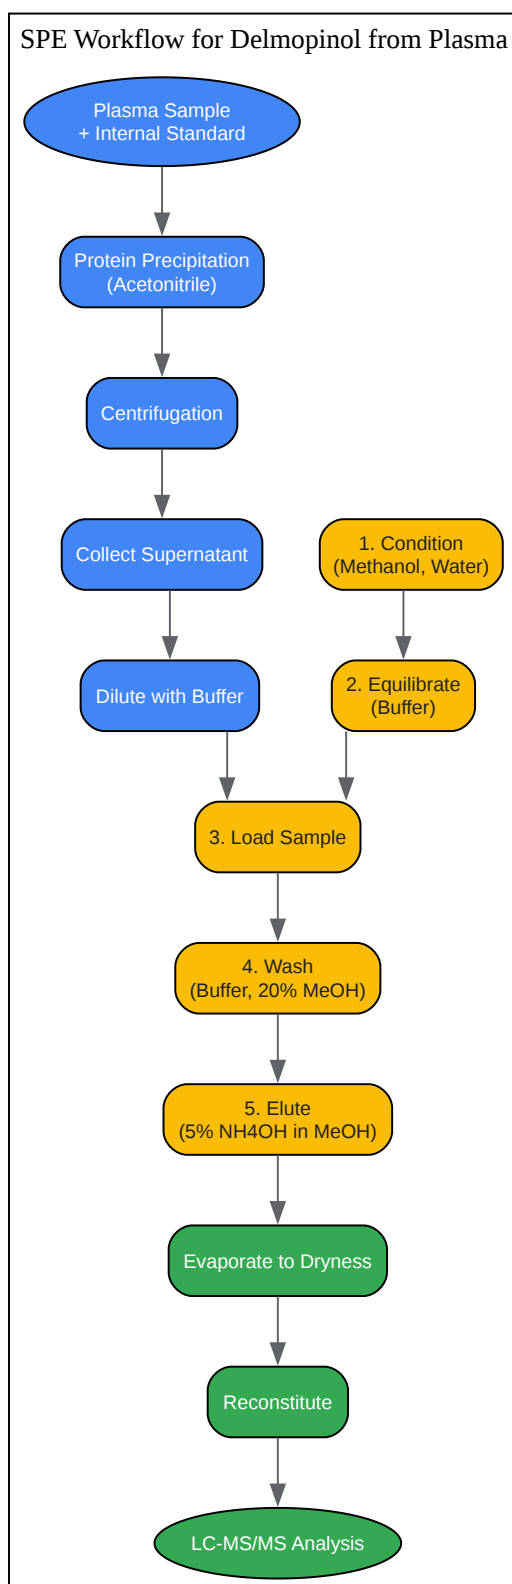 SPE Workflow for Delmopinol from Plasma
Plasma Sample
+ Internal Standard
Protein Precipitation
(Acetonitrile)
Centrifugation
Collect Supernatant
1. Condition
(Methanol, Water)
Dilute with Buffer
2. Equilibrate
(Buffer)
3. Load Sample
4. Wash
(Buffer, 20% MeOH)
5. Elute
(5% NH4OH in MeOH)
Evaporate to Dryness
Reconstitute
LC-MS/MS Analysis